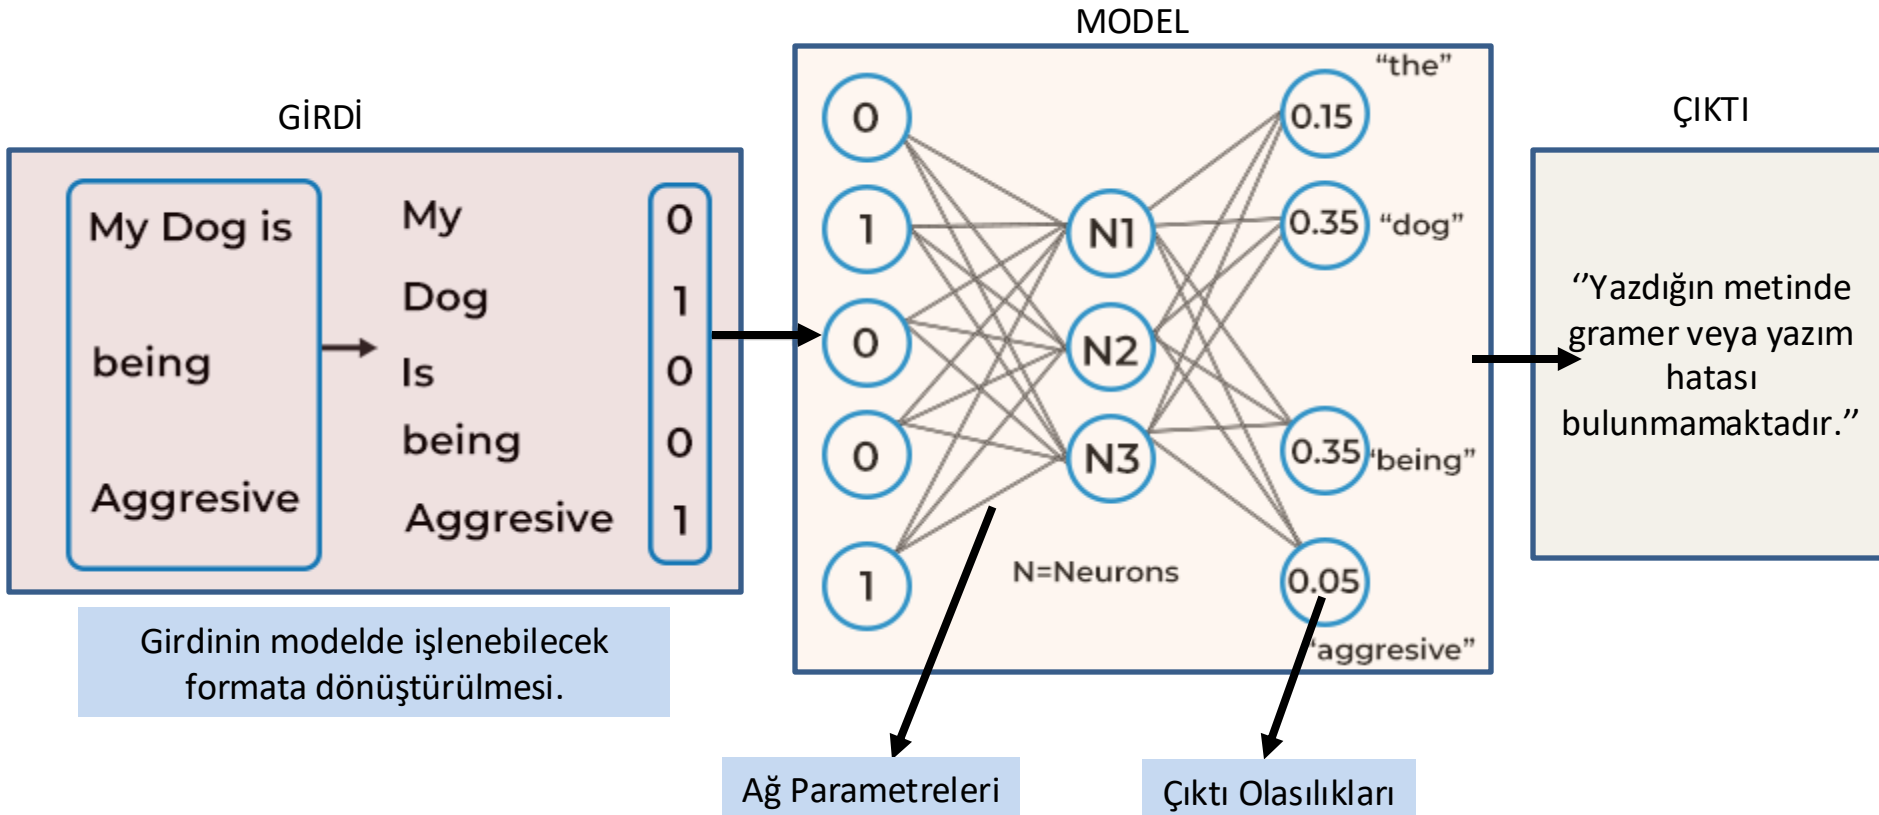 GİRDİ
My Dog is
being
Aggresive
My
Dog
Is
being
Aggresive
0
1
0
0
1
Girdinin modelde işlenebilecek
formata dönüştürülmesi.
MODEL
0
1
0
0
1
N1
N2
N3
N=Neurons
“the”
0.15
0.35 “dog”
0.35 “being”
0.05
“aggresive”
Ağ Parametreleri
Çıktı Olasılıkları
ÇIKTI
‘’Yazdığın metinde
gramer veya yazım
hatası
bulunmamaktadır.’’